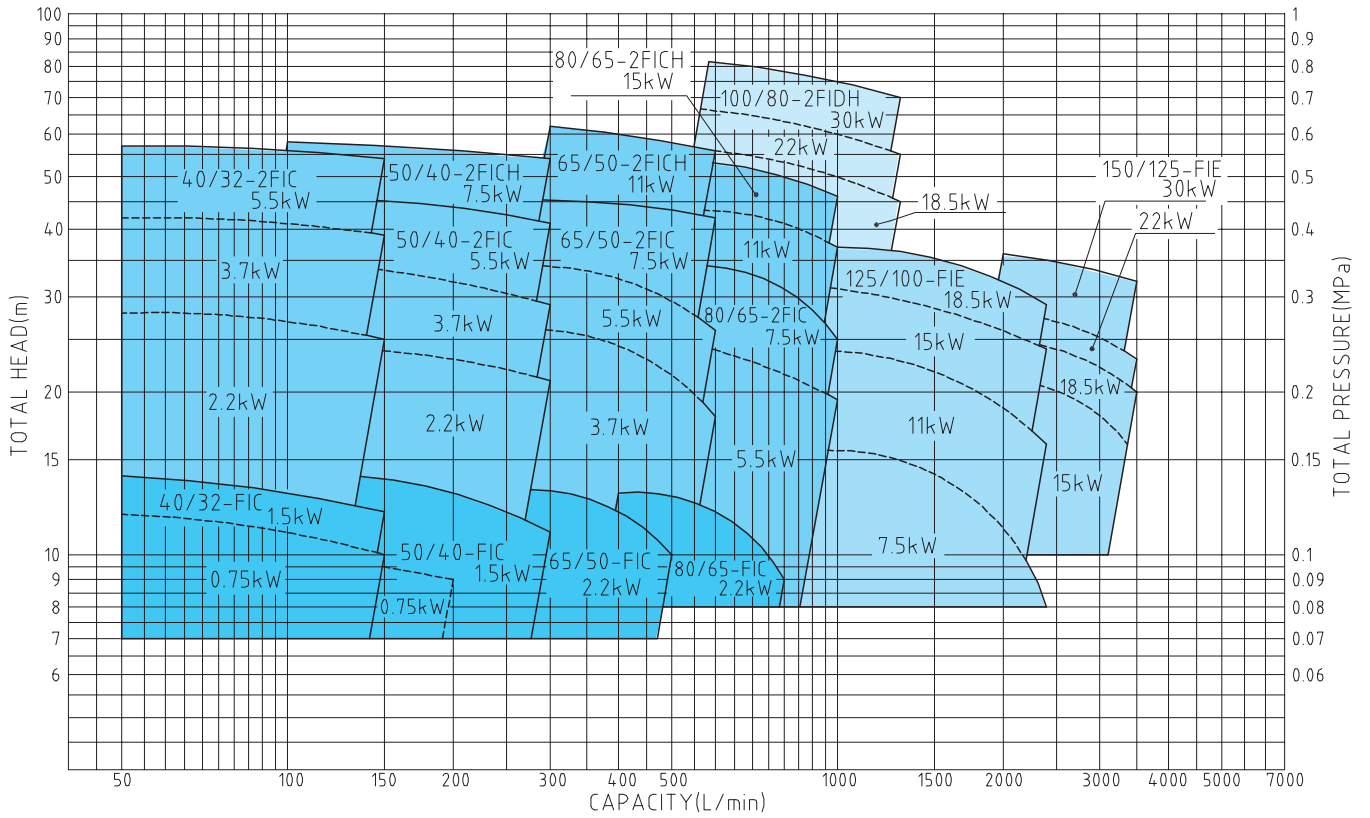 100
90
80
70
60
50
40
30
20
15
10
9
8
7
6
TOTAL HEAD(m)
1
0.9
0.8
0.7
0.6
0.5
0.4
0.3
0.2
0.15
0.1
0.09
0.08
0.07
0.06
TOTAL PRESSURE(MPa)
80/65-2FICH
15kW
100/80-2FIDH
30kW
22kW
18.5kW
150/125-FIE
30kW
22kW
40/32-2FIC
5.5kW
3.7kW
2.2kW
50/40-2FICH
7.5kW
50/40-2FIC
5.5kW
3.7kW
2.2kW
65/50-2FICH
11kW
65/50-2FIC
7.5kW
5.5kW
3.7kW
11kW
80/65-2FIC
7.5kW
5.5kW
125/100-FIE
18.5kW
15kW
11kW
7.5kW
18.5kW
15kW
40/32-FIC
1.5kW
0.75kW
50/40-FIC
1.5kW
0.75kW
65/50-FIC
2.2kW
80/65-FIC
2.2kW
50 100 150 200 300 400 500 1000 1500 2000 3000 4000 5000 7000
CAPACITY(L/min)